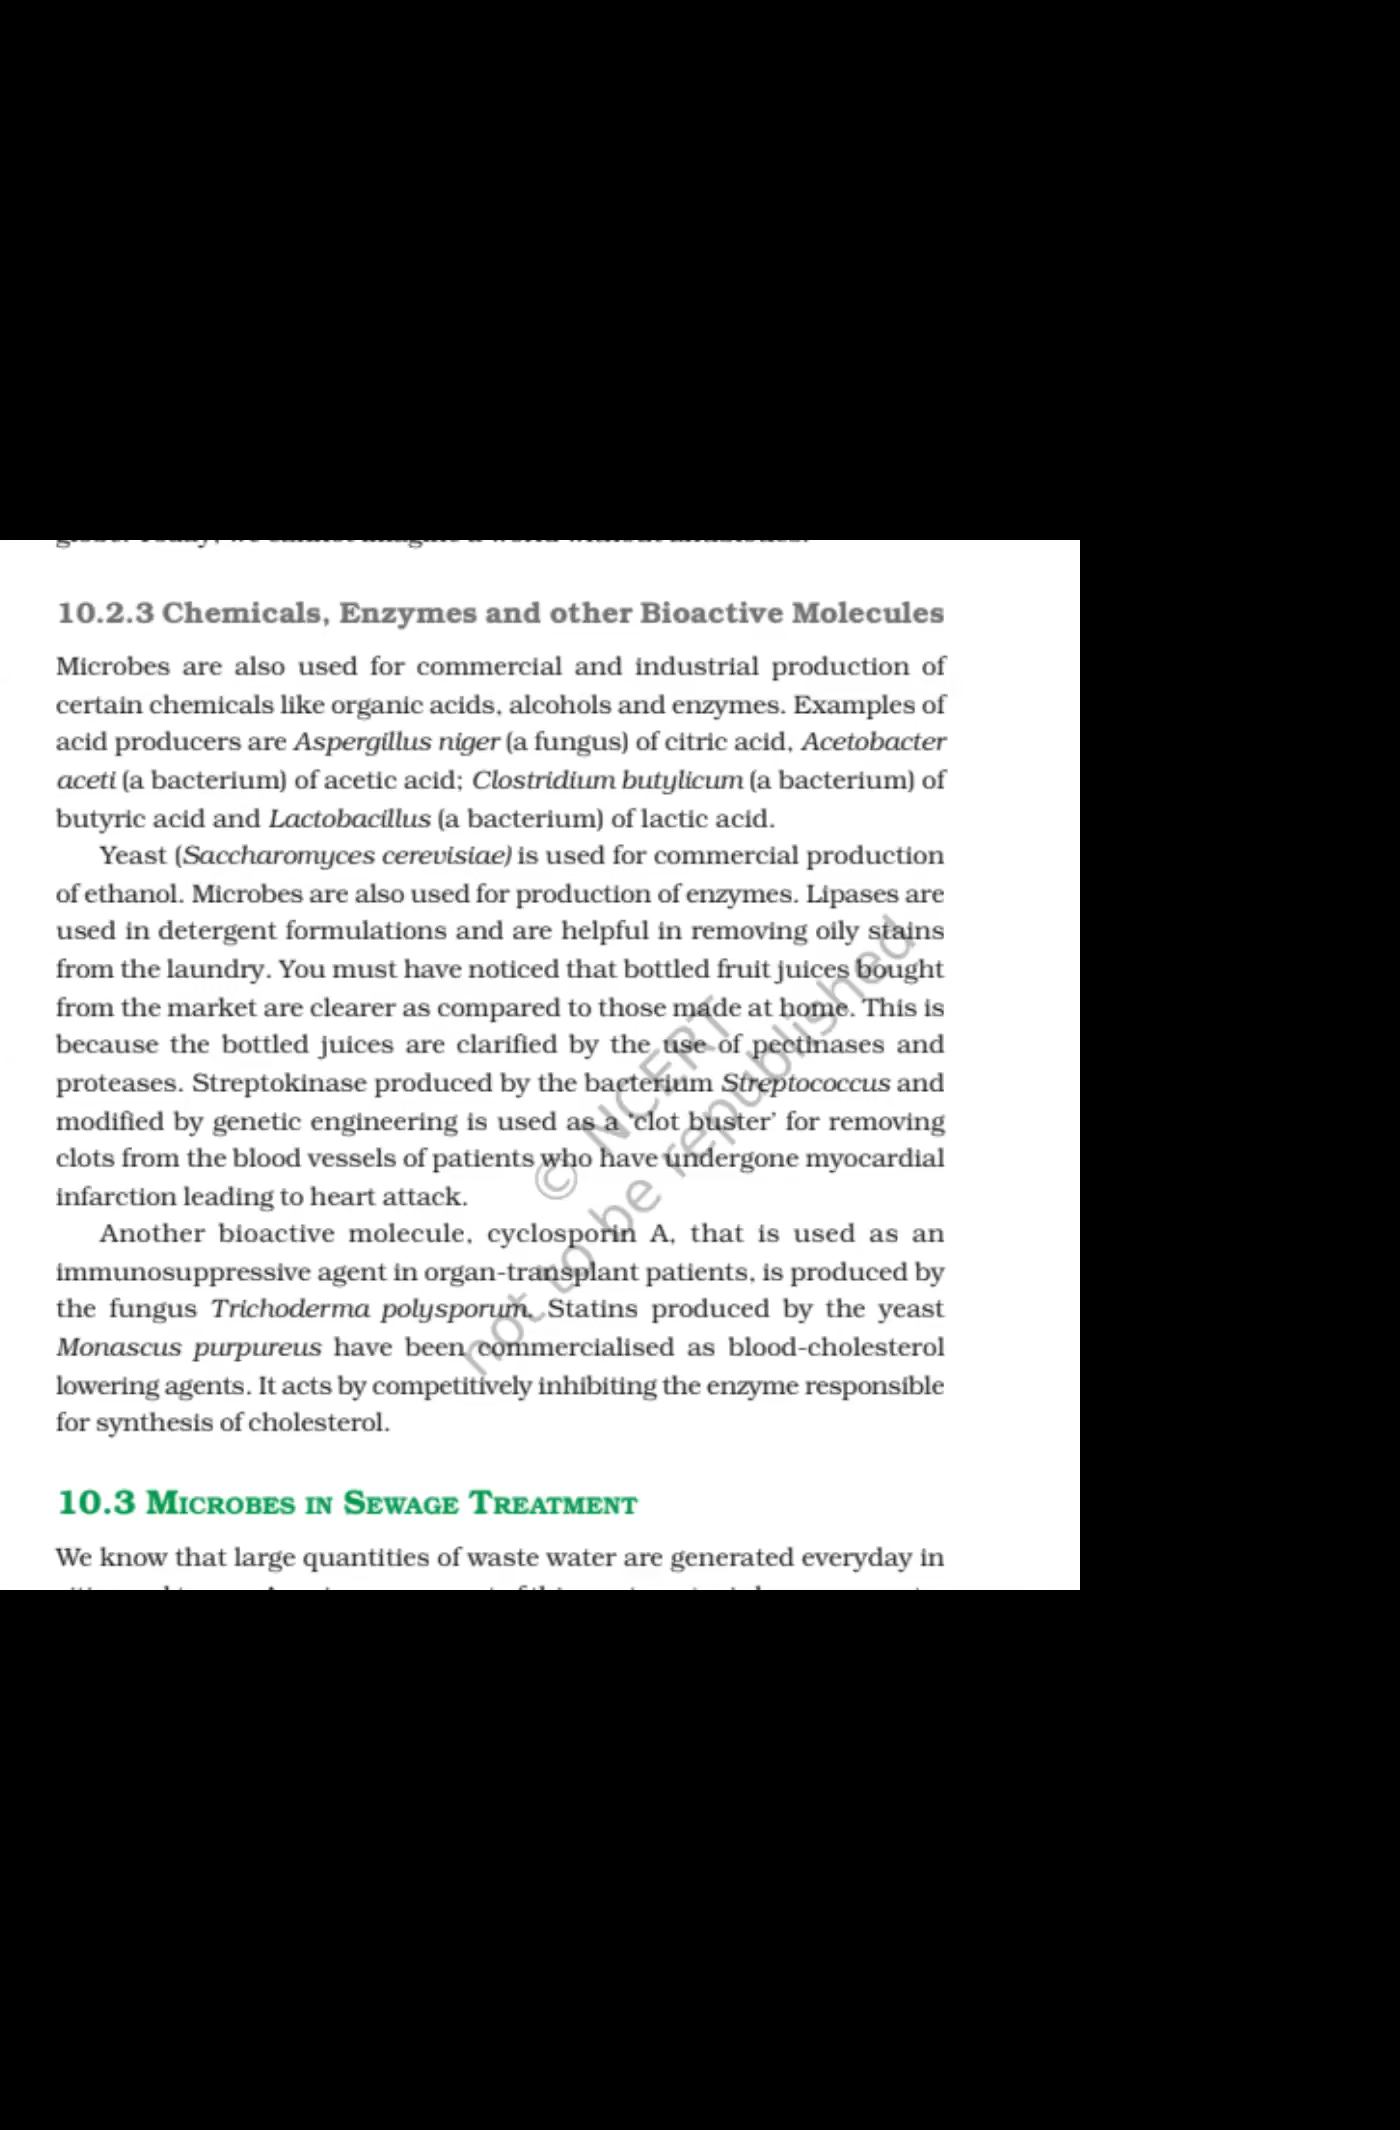 10.2.3 Chemicals, Enzymes and other Bioactive Molecules
Microbes are also used for commercial and industrial production of
certain chemicals like organic acids, alcohols and enzymes. Examples of
acid producers are Aspergillus niger (a fungus) of citric acid, Acetobacter
aceti (a bacterium) of acetic acid; Clostridium butylicum (a bacterium) of
butyric acid and Lactobacillus (a bacterium) of lactic acid.
Yeast (Saccharomyces cerevisiae) is used for commercial production
of ethanol. Microbes are also used for production of enzymes. Lipases are
used in detergent formulations and are helpful in removing oily stains
from the laundry. You must have noticed that bottled fruit juices bought
from the market are clearer as compared to those made at home. This is
because the bottled juices are clarified by the use of pectinases and
proteases. Streptokinase produced by the bacterium Streptococcus and
modified by genetic engineering is used as a ‘clot buster’ for removing
clots from the blood vessels of patients who have undergone myocardial
infarction leading to heart attack.
Another bioactive molecule, cyclosporin A, that is used as an
immunosuppressive agent in organ-transplant patients, is produced by
the fungus Trichoderma polysporum. Statins produced by the yeast
Monascus purpureus have been commercialised as blood-cholesterol
lowering agents. It acts by competitively inhibiting the enzyme responsible
for synthesis of cholesterol.
10.3 MICROBES IN SEWAGE TREATMENT
We know that large quantities of waste water are generated everyday in
© NCERT
not to be republished